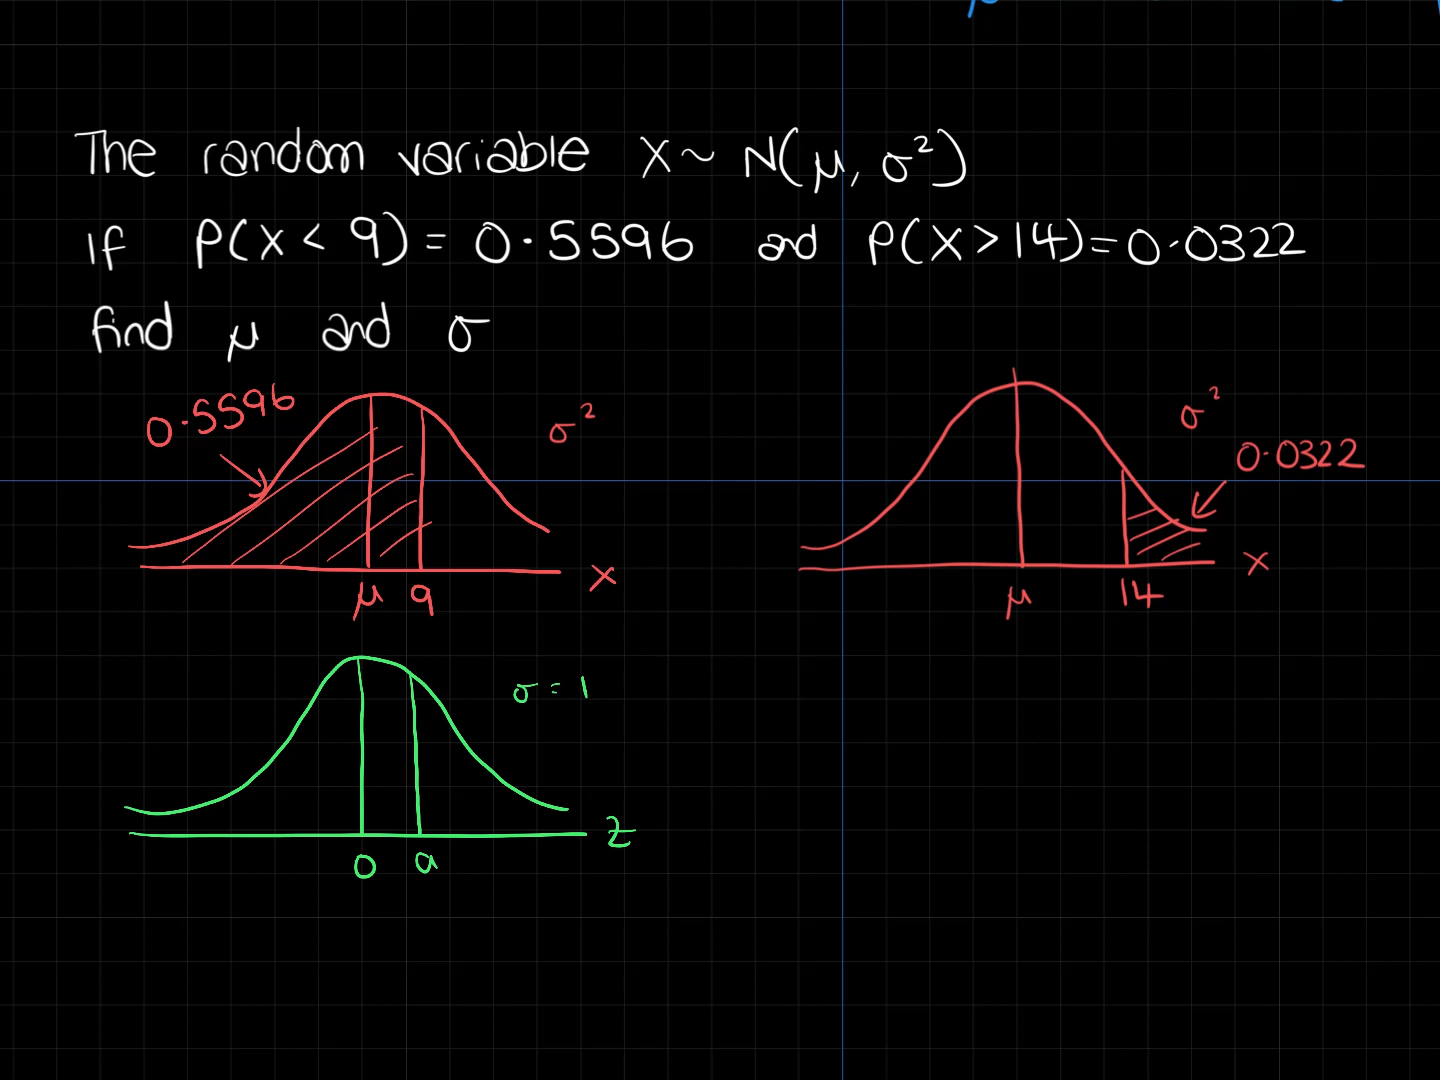 The random variable X ~ N(μ, σ²)
If P(X < 9) = 0.5596 and P(X > 14) = 0.0322
find μ and σ
0.5596
σ²
σ²
0.0322
μ 9
x
μ 14
x
σ = 1
z
0 a